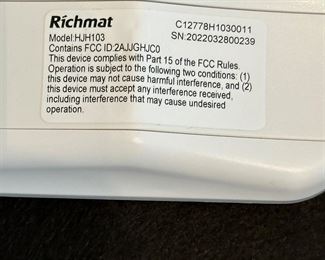 Richmat
C12778H1030011
Model:HJH103
SN:2022032800239
Contains FCC ID:2AJJGHJC0
This device complies with Part 15 of the FCC Rules.
Operation is subject to the following two conditions: (1)
this device may not cause harmful interference, and (2)
this device must accept any interference received,
including interference that may cause undesired
operation.